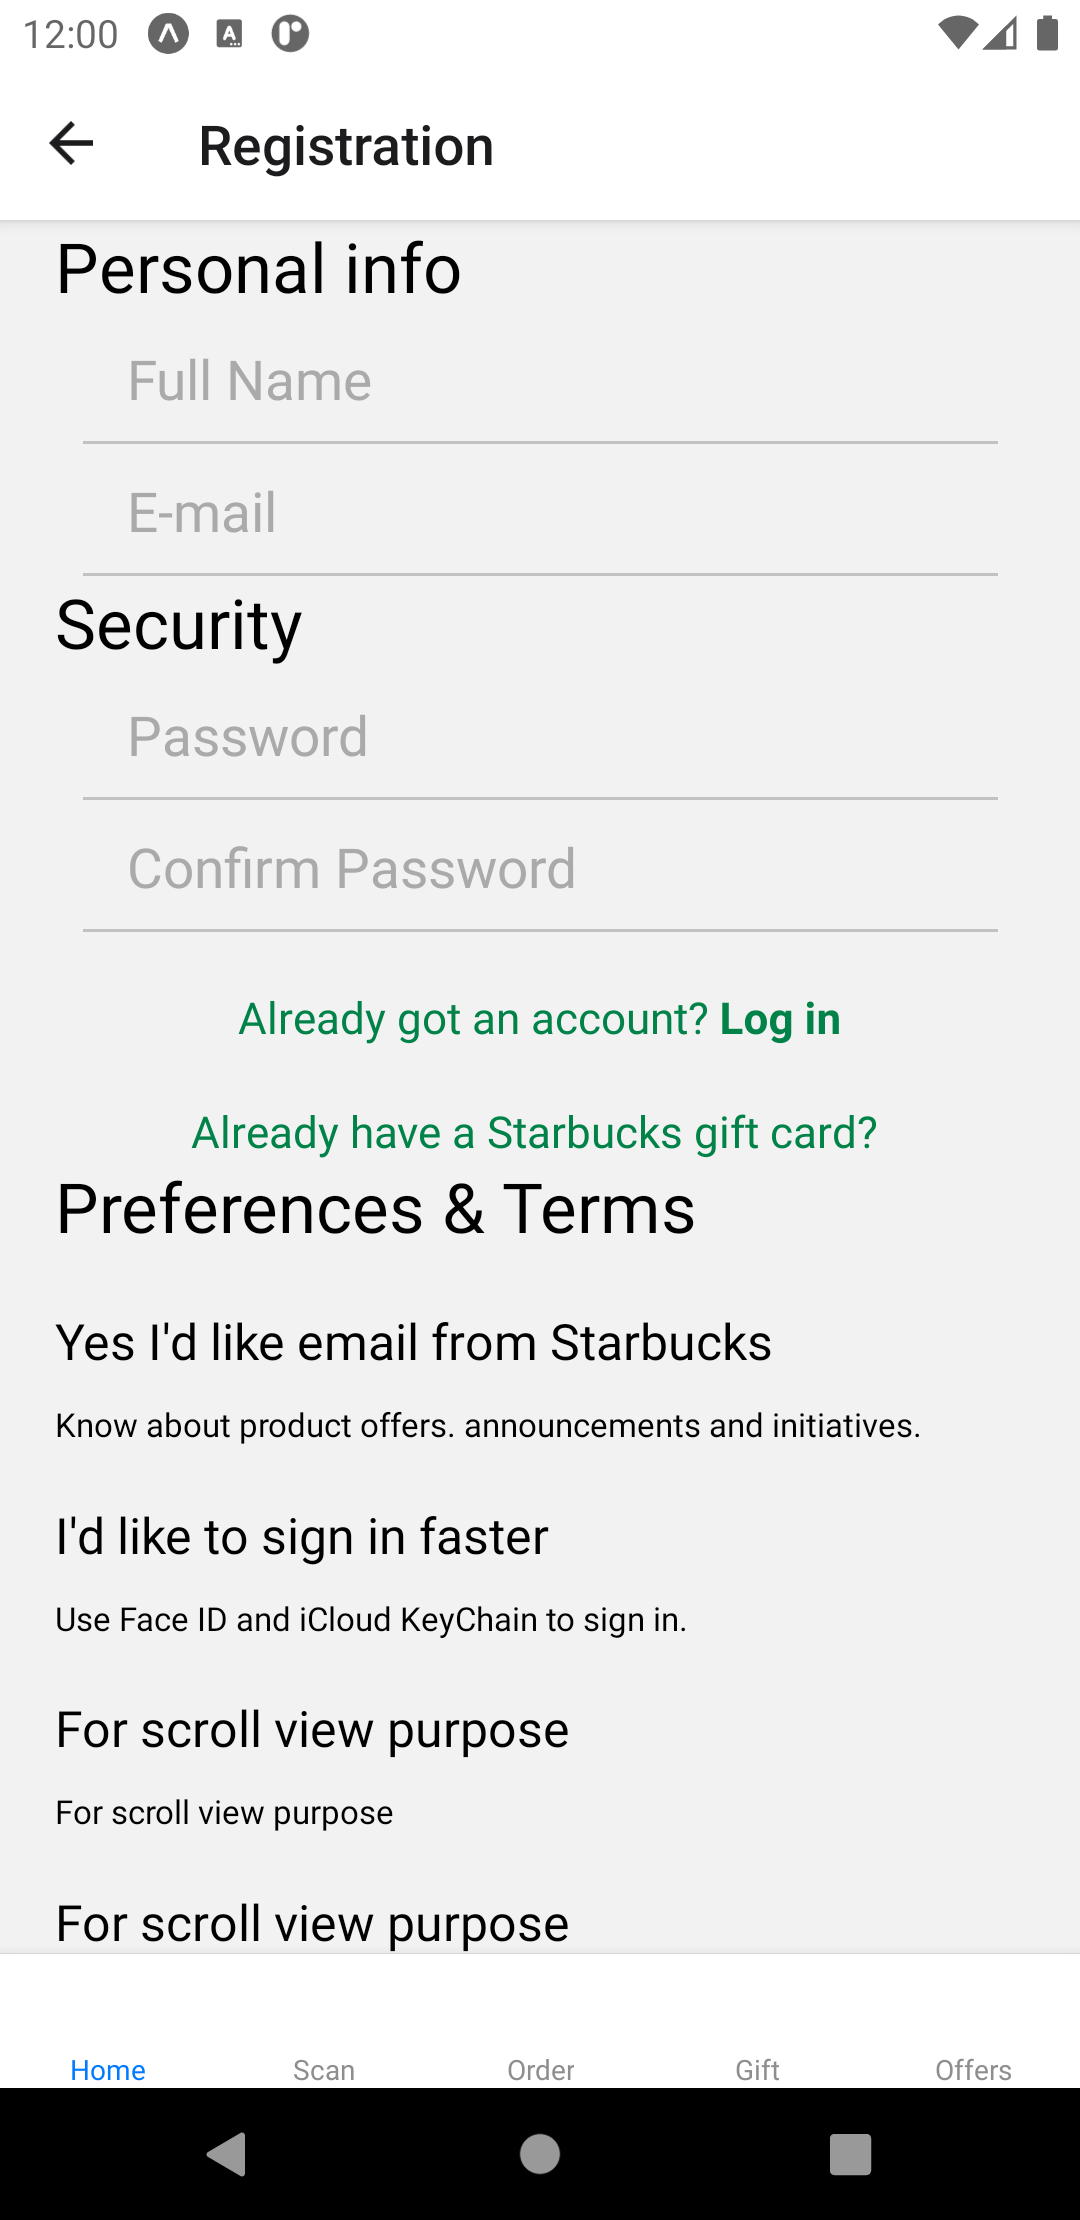 12:00
Registration
Personal info
Full Name
E-mail
Security
Password
Confirm Password
Already got an account? Log in
Already have a Starbucks gift card?
Preferences & Terms
Yes I'd like email from Starbucks
Know about product offers. announcements and initiatives.
I'd like to sign in faster
Use Face ID and iCloud KeyChain to sign in.
For scroll view purpose
For scroll view purpose
For scroll view purpose
Home Scan Order Gift Offers